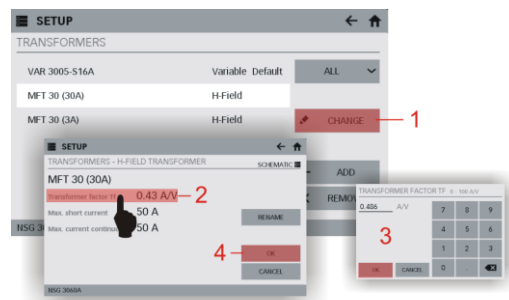 SETUP
TRANSFORMERS
VAR 3005-S16A Variable Default ALL
MFT 30 (30A) H-Field
MFT 30 (3A) H-Field CHANGE 1
ADD
REMOV
NSG 3
SETUP
TRANSFORMERS - H-FIELD TRANSFORMER SCHEMATIC
MFT 30 (30A)
Transformer factor TF 0.43 A/V 2
Max. short current 50 A
Max. current continu 50 A
RENAME
4 OK
CANCEL
NSG 3060A
TRANSFORMER FACTOR TF 0 - 100 A/V
0.436 A/V 7 8 9
4 5 6
3
1 2 3
OK CANCEL 0 .